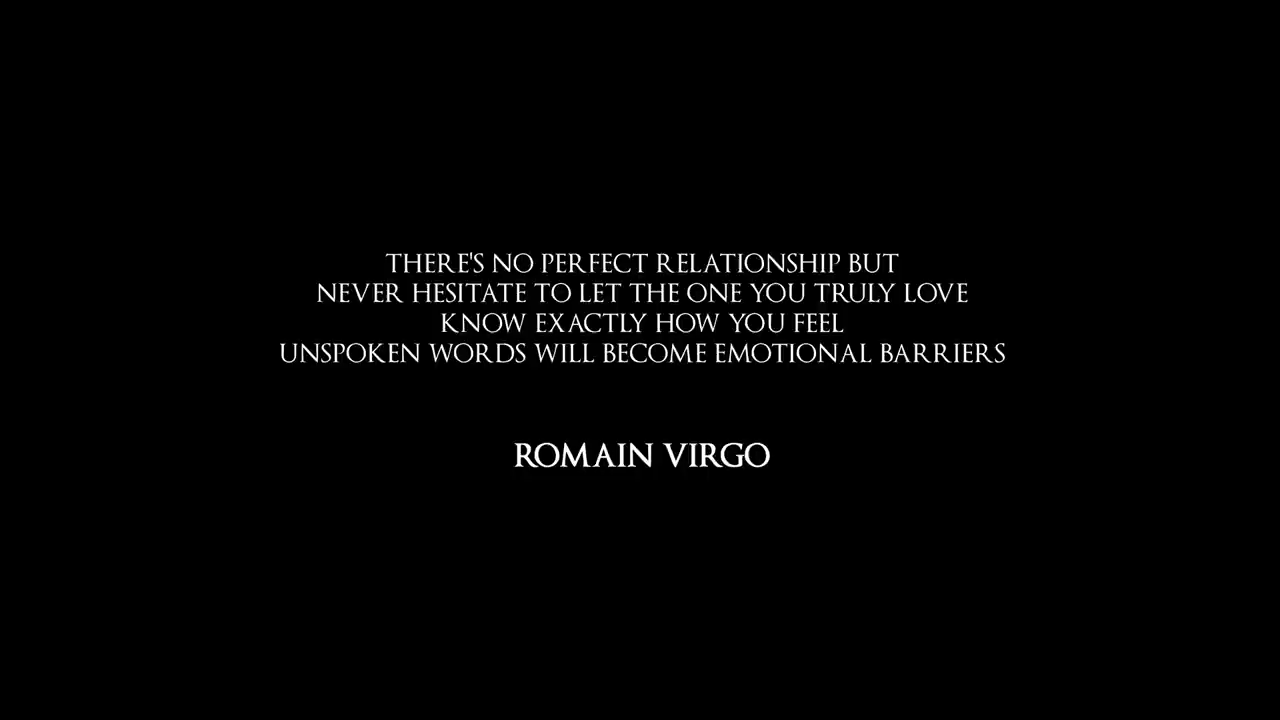 THERE'S NO PERFECT RELATIONSHIP BUT
NEVER HESITATE TO LET THE ONE YOU TRULY LOVE
KNOW EXACTLY HOW YOU FEEL
UNSPOKEN WORDS WILL BECOME EMOTIONAL BARRIERS
ROMAIN VIRGO